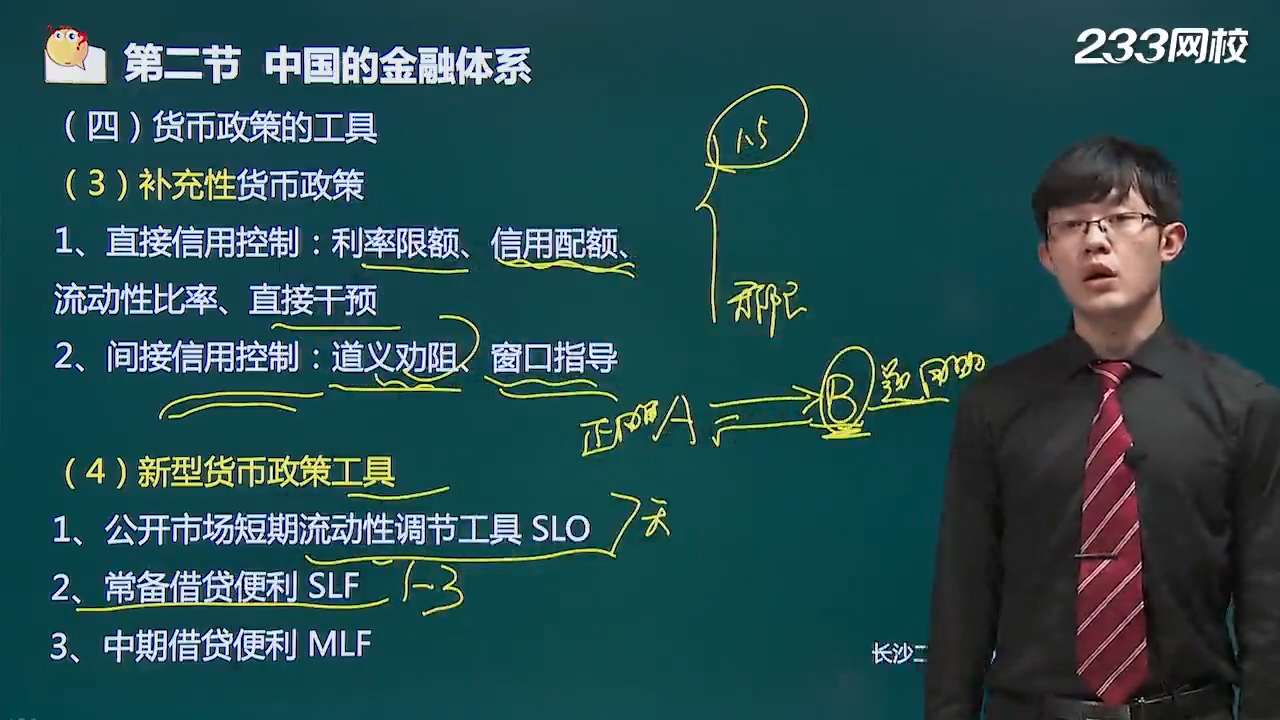 233网校
第二节 中国的金融体系
（四）货币政策的工具
（3）补充性货币政策
1、直接信用控制：利率限额、信用配额、
流动性比率、直接干预
2、间接信用控制：道义劝阻、窗口指导
（4）新型货币政策工具
1、公开市场短期流动性调节工具 SLO
7天
2、常备借贷便利 SLF
1-3
3、中期借贷便利 MLF
1.5
A
B
长沙二